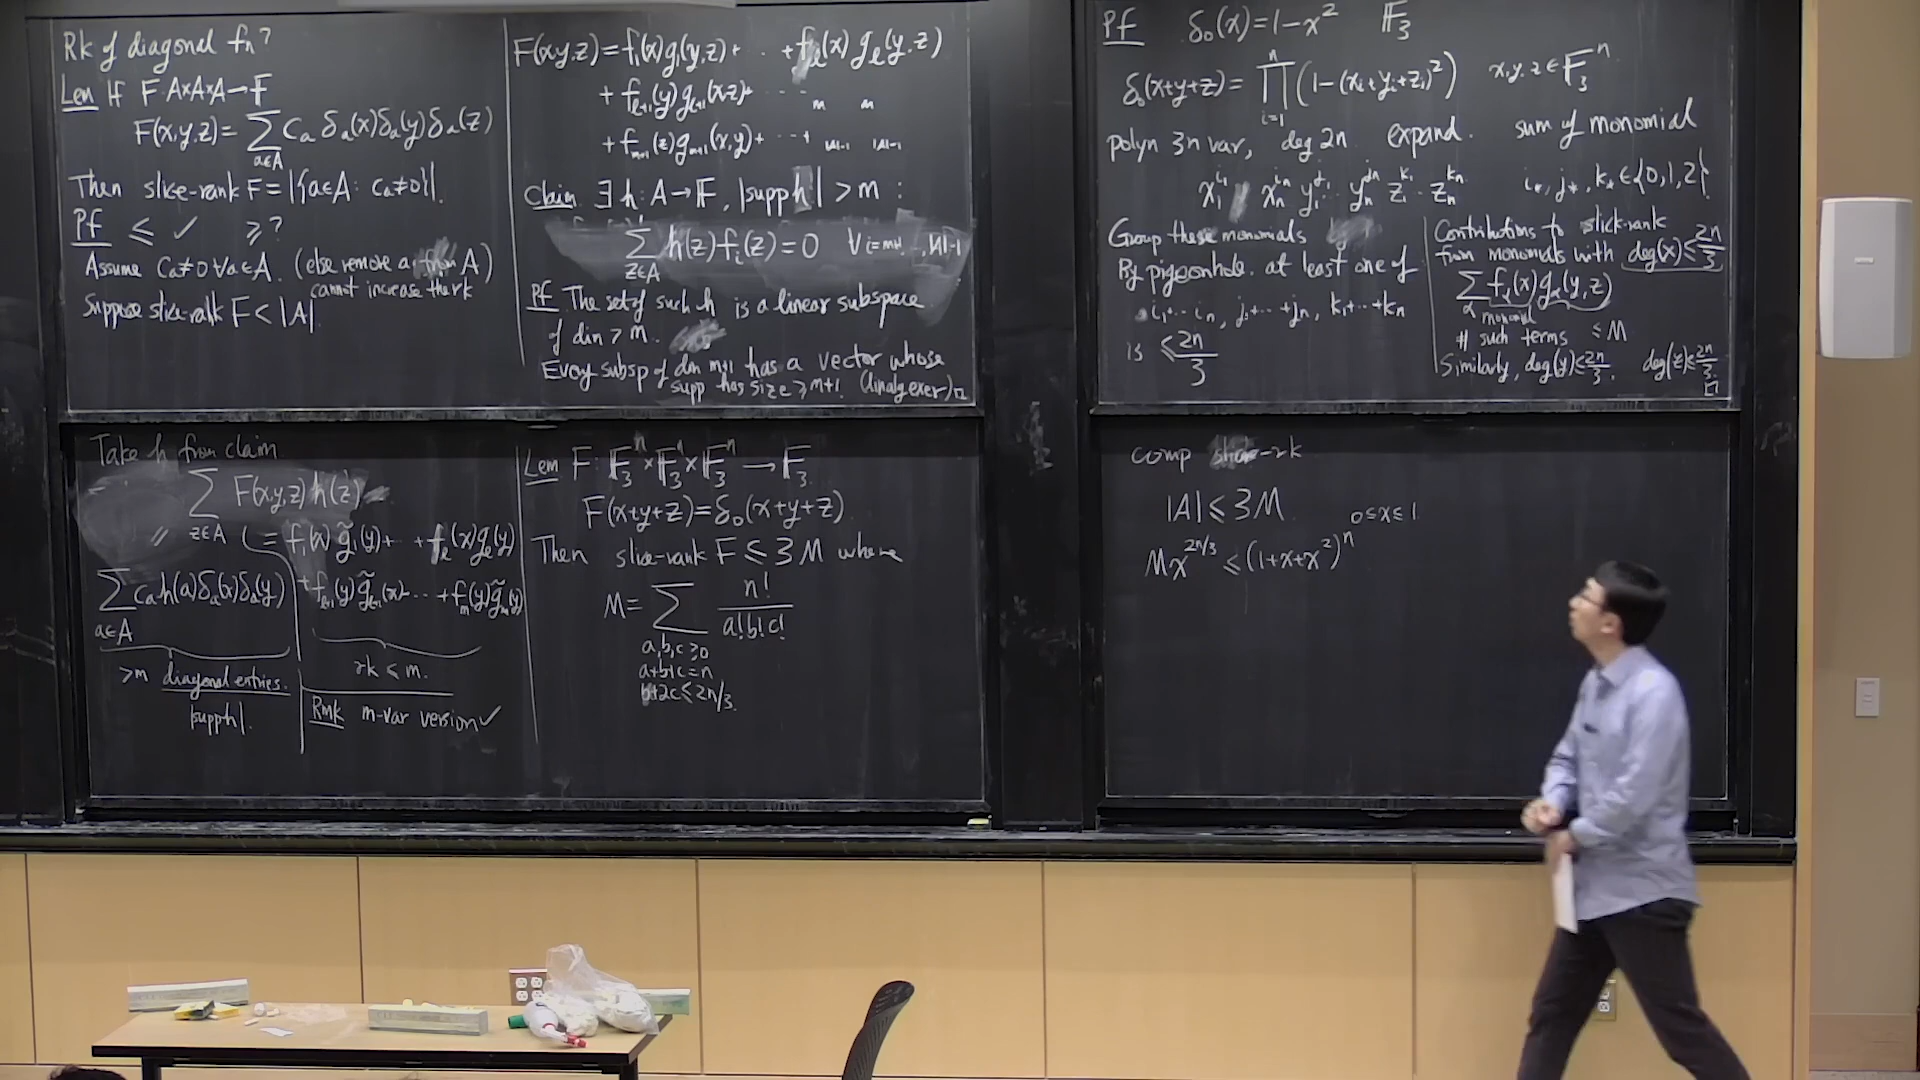 Rk of diagonal fn?
Lem If F: A×A×A→F
F(x,y,z)= ∑_{a∈A} c_a δ_a(x)δ_a(y)δ_a(z)
Then slice-rank F = |{a∈A: c_a≠0}|.
Pf ≤ ✓ ≥?
Assume c_a≠0 ∀a∈A. (else remove a from A)
cannot increase the rk
Suppose slice-rank F<|A|
F(x,y,z)=f_1(x)g_1(y,z)+ ⋯ +f_ℓ(x)g_ℓ(y,z)
+ f_{ℓ+1}(y)g_{ℓ+1}(x,z)+ ⋯ m m
+ f_{m+1}(z)g_{m+1}(x,y)+ ⋯ + |A|-1 |A|-1
Claim ∃ h: A→F, |supp h| > m :
∑_{z∈A} h(z)f_i(z)=0 ∀ i=m+1, ..., |A|-1
Pf The set of such h is a linear subspace
of dim > m.
Every subsp of dim m+1 has a vector whose
supp has size ≥ m+1. (lin alg exer) □
Take h from claim
∑_{z∈A} F(x,y,z)h(z)
= f_1(x)g̃_1(y)+ ⋯ +f_ℓ(x)g̃_ℓ(y)
+f_{ℓ+1}(y)g̃_{ℓ+1}(x)+ ⋯ +f_m(y)g̃_m(x)
∑_{a∈A} c_a h(a)δ_a(x)δ_a(y)
>m diagonal entries.
|supp h|.
rk ≤ m.
Rmk m-var version ✓
Lem F: F_3^n×F_3^n×F_3^n → F_3
F(x+y+z)=δ_0(x+y+z)
Then slice-rank F ≤ 3M where
M= ∑ n!/(a!b!c!)
a,b,c ≥0
a+b+c=n
b+2c≤2n/3.
Pf δ_0(x)=1-x^2 F_3
δ_0(x+y+z)= ∏_{i=1}^{n} (1-(x_i+y_i+z_i)^2) x,y,z∈F_3^n
polyn 3n var, deg 2n. expand. sum of monomial
x_1^{i_1} x_n^{i_n} y_1^{j_1} ⋯ y_n^{j_n} z_1^{k_1} ⋯ z_n^{k_n} i_*, j_*, k_*∈{0,1,2}
Group these monomials
By pigeonhole, at least one of
i_1+⋯i_n, j_1+⋯+j_n, k_1+⋯+k_n
is ≤ 2n/3
Contributions to slick-rank
from monomials with deg(x)≤ 2n/3
∑_α f_α(x)g_α(y,z)
monomial
# such terms ≤ M
Similarly, deg(y)≤2n/3. deg(z)≤2n/3.
□
comp slice-rk
|A| ≤ 3M
0≤x≤1
Mx^{2n/3} ≤ (1+x+x^2)^n